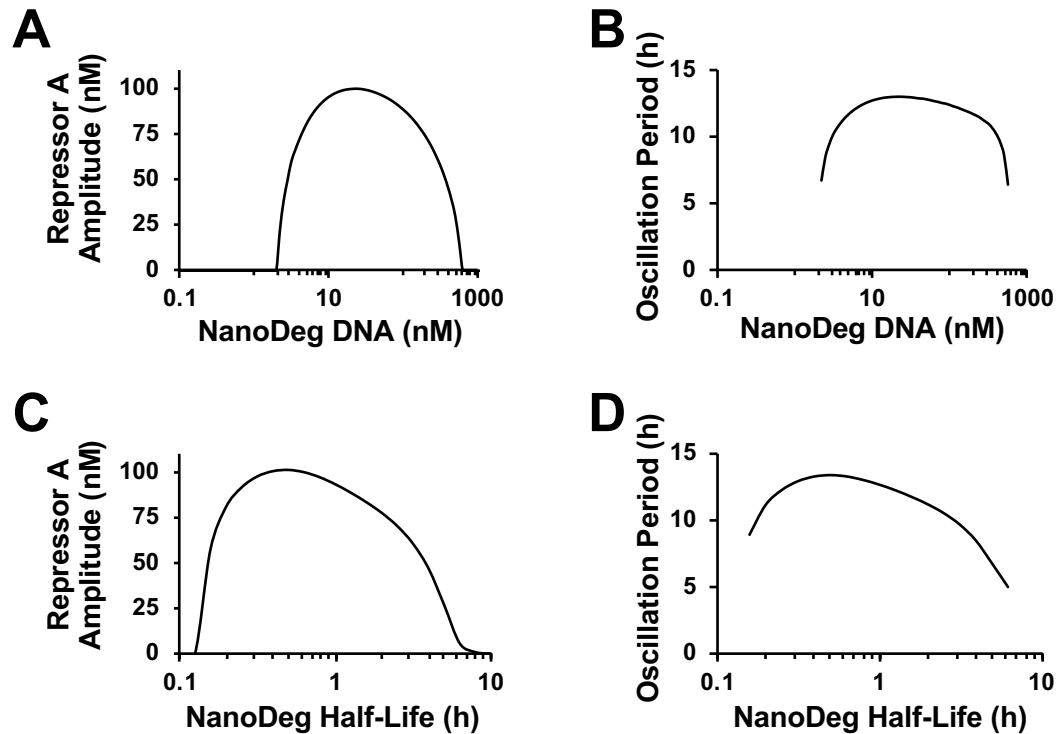 A
Repressor A
Amplitude (nM)
100
75
50
25
0
0.1
10
1000
NanoDeg DNA (nM)
B
Oscillation Period (h)
15
10
5
0
0.1
10
1000
NanoDeg DNA (nM)
C
Repressor A
Amplitude (nM)
100
75
50
25
0
0.1
1
10
NanoDeg Half-Life (h)
D
Oscillation Period (h)
15
10
5
0
0.1
1
10
NanoDeg Half-Life (h)